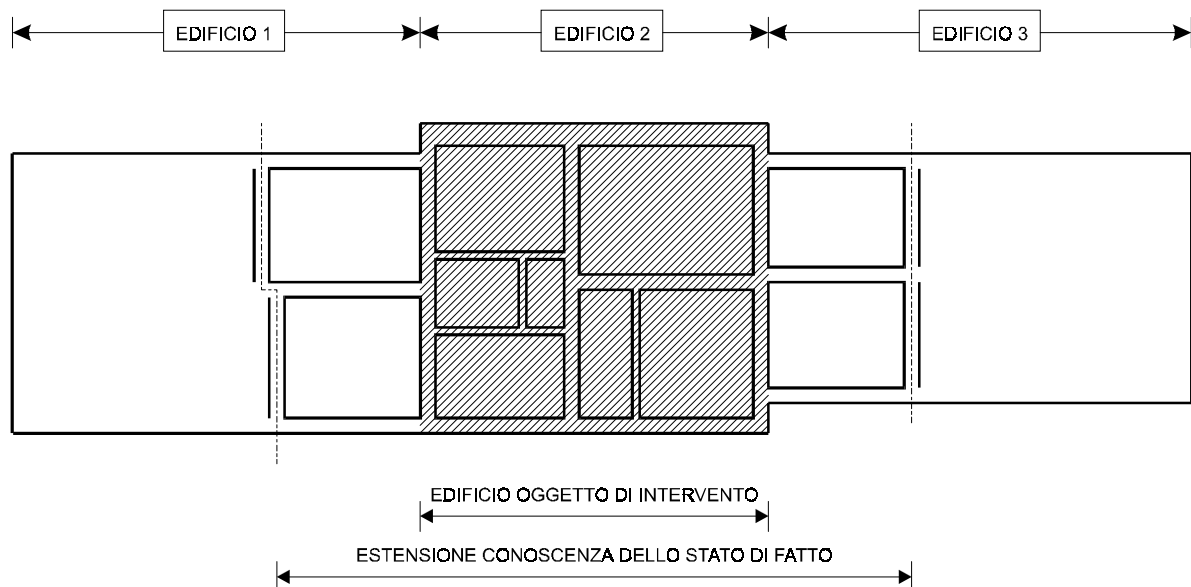 EDIFICIO 1
EDIFICIO 2
EDIFICIO 3
EDIFICIO OGGETTO DI INTERVENTO
ESTENSIONE CONOSCENZA DELLO STATO DI FATTO